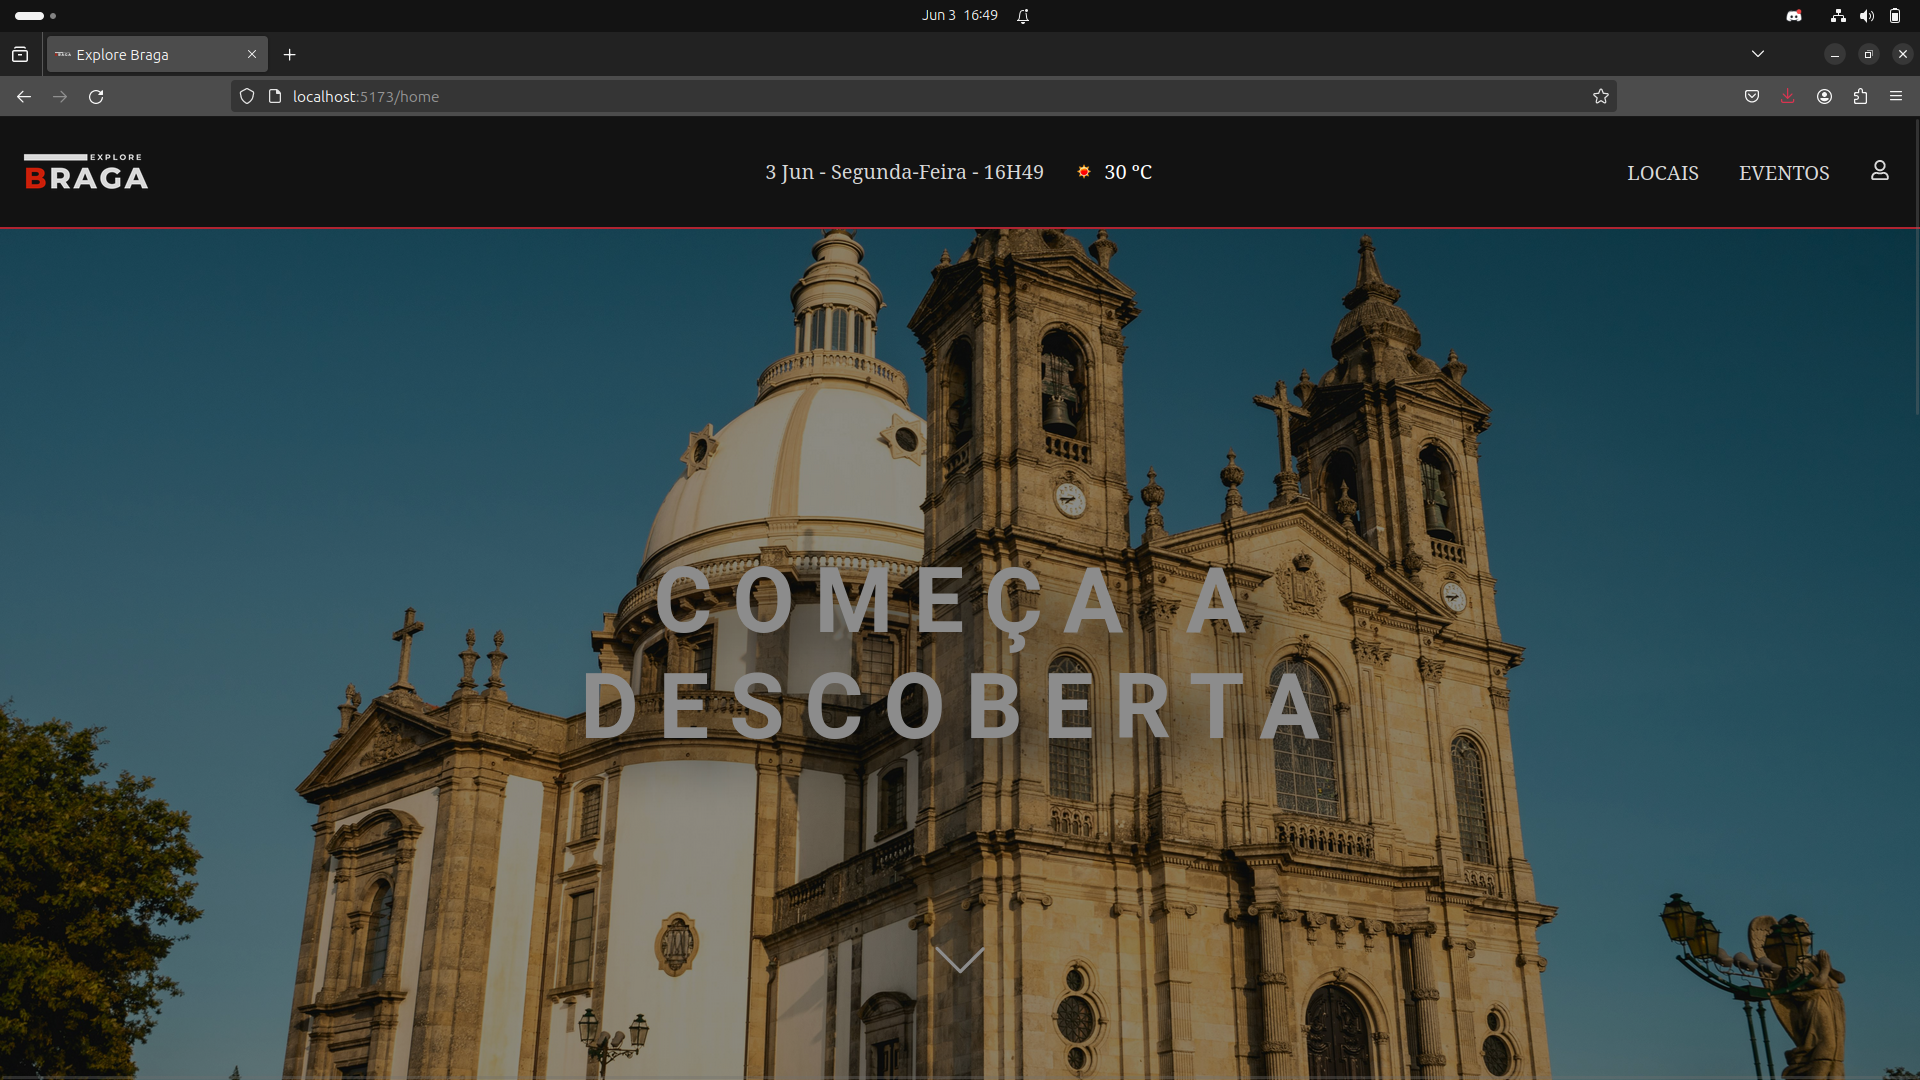 Jun 3 16:49
Explore Braga
localhost:5173/home
EXPLORE
BRAGA
3 Jun - Segunda-Feira - 16H49 30 ºC
LOCAIS EVENTOS
COMEÇA A
DESCOBERTA